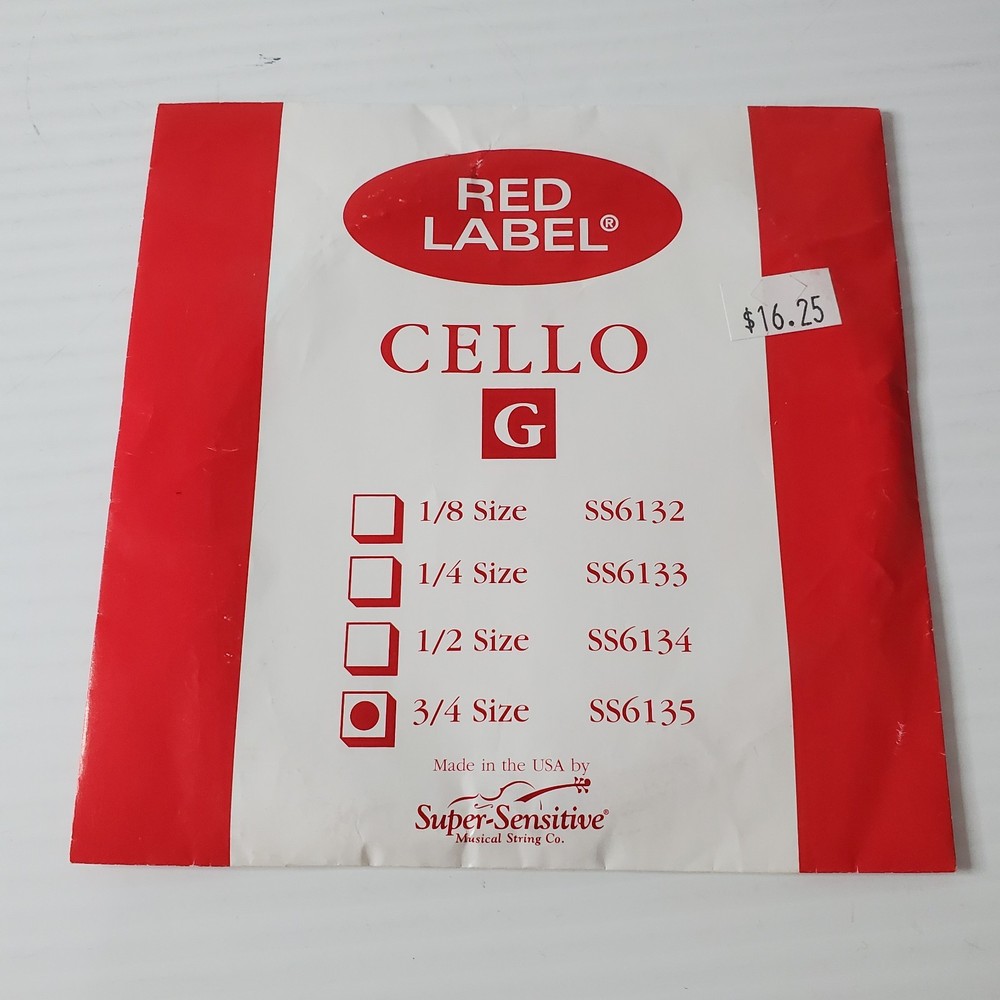 RED
LABEL®
$16.25
CELLO
G
1/8 Size SS6132
1/4 Size SS6133
1/2 Size SS6134
3/4 Size SS6135
Made in the USA by
Super-Sensitive®
Musical String Co.